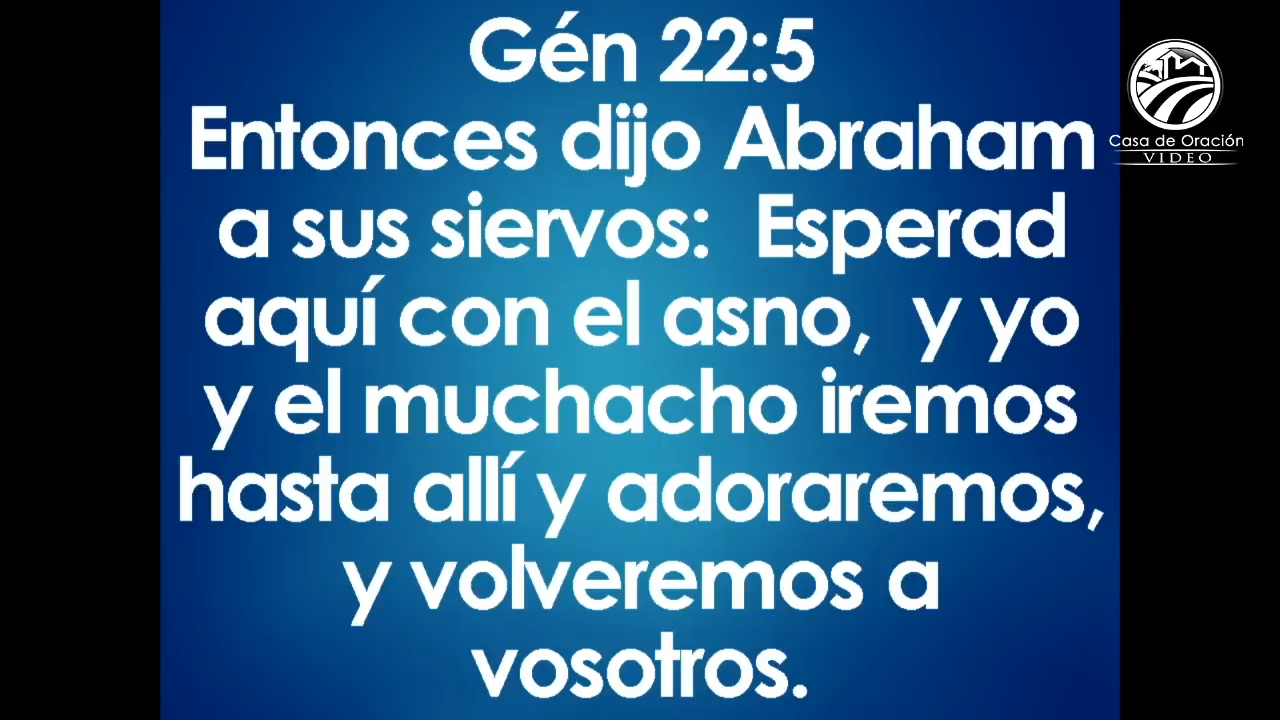 Gén 22:5
Entonces dijo Abraham
a sus siervos:  Esperad
aquí con el asno,  y yo
y el muchacho iremos
hasta allí y adoraremos,
y volveremos a
vosotros.
Casa de Oración
VIDEO